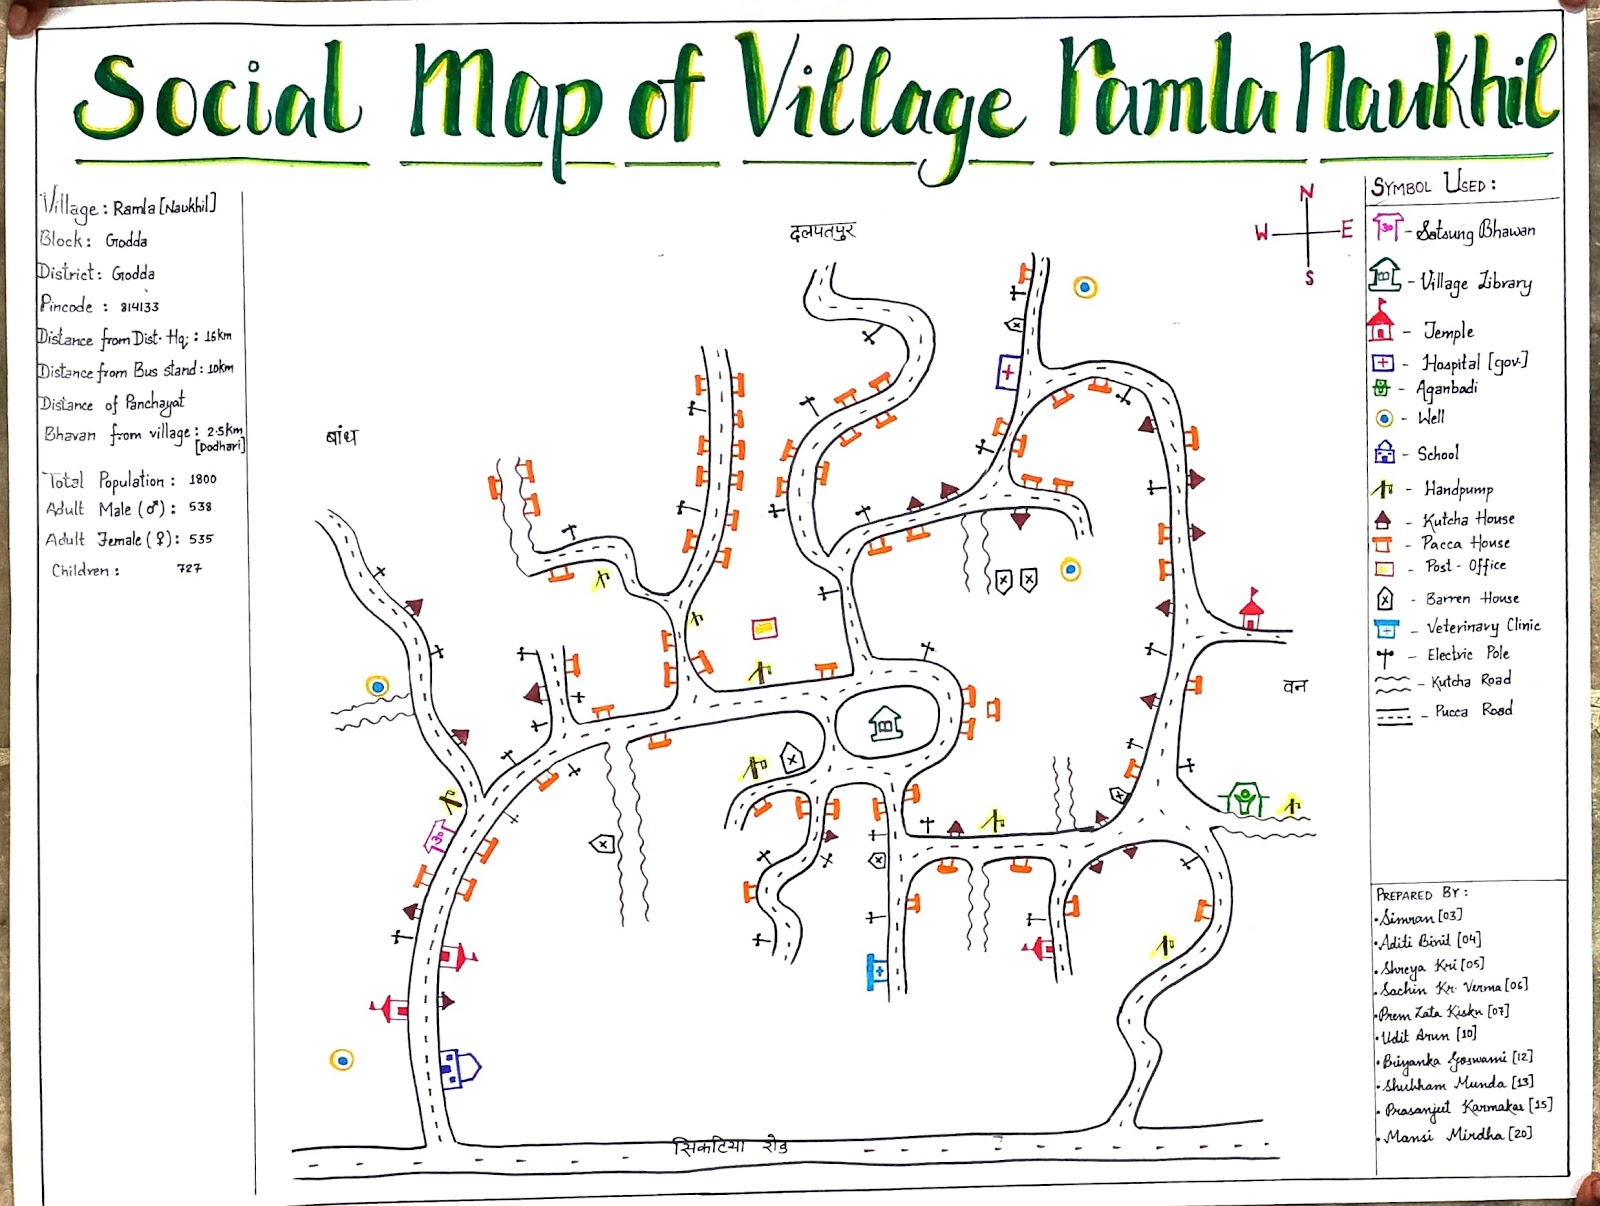 Social Map of Village Ramla Naukhil
Village : Ramla [Naukhil]
Block : Godda
District : Godda
Pincode : 814133
Distance from Dist. Hq; : 16km
Distance from Bus stand : 10km
Distance of Panchayat
Bhavan from village : 2.5km
[Dodhari]
Total Population : 1800
Adult Male (♂) : 538
Adult Female (♀) : 535
Children : 727
दलपतपुर
बांध
वन
सिकटिया रोड
N
W E
S
SYMBOL USED :
- Satsung Bhawan
- Village Library
- Temple
- Hospital [gov.]
- Aganbadi
- Well
- School
- Handpump
- Kutcha House
- Pacca House
- Post-Office
- Barren House
- Veterinary Clinic
- Electric Pole
- Kutcha Road
- Pucca Road
PREPARED BY :
• Simran [03]
• Aditi Binil [04]
• Shreya Kri [05]
• Sachin Kr. Verma [06]
• Prem Lata Kisku [07]
• Udit Arun [10]
• Briyanka Goswami [12]
• Shubham Munda [13]
• Prasanjeet Karmakar [15]
• Mansi Mirdha [20]